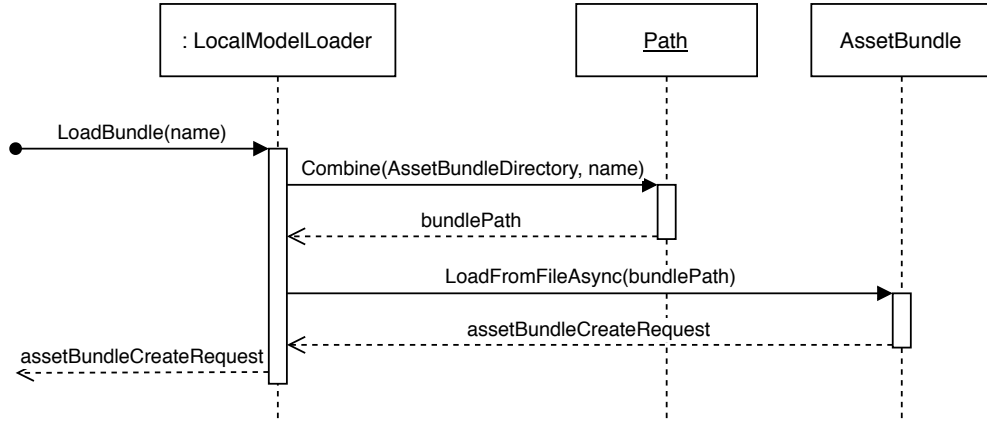 : LocalModelLoader
Path
AssetBundle
LoadBundle(name)
Combine(AssetBundleDirectory, name)
bundlePath
LoadFromFileAsync(bundlePath)
assetBundleCreateRequest
assetBundleCreateRequest